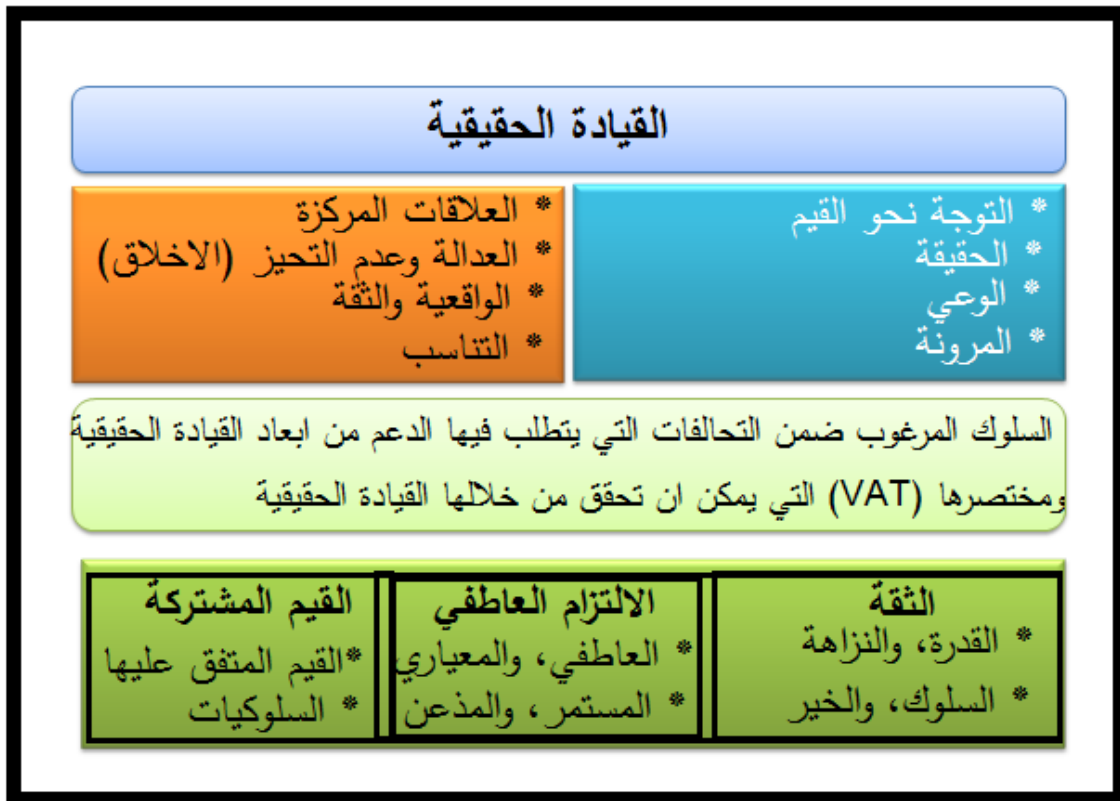 القيادة الحقيقية
* التوجة نحو القيم
* الحقيقة
* الوعي
* المرونة
* العلاقات المركزة
* العدالة وعدم التحيز (الاخلاق)
* الواقعية والثقة
* التناسب
السلوك المرغوب ضمن التحالفات التي يتطلب فيها الدعم من ابعاد القيادة الحقيقية
ومختصرها (VAT) التي يمكن ان تحقق من خلالها القيادة الحقيقية
الثقة
* القدرة، والنزاهة
* السلوك، والخير
الالتزام العاطفي
* العاطفي، والمعياري
* المستمر، والمذعن
القيم المشتركة
*القيم المتفق عليها
* السلوكيات